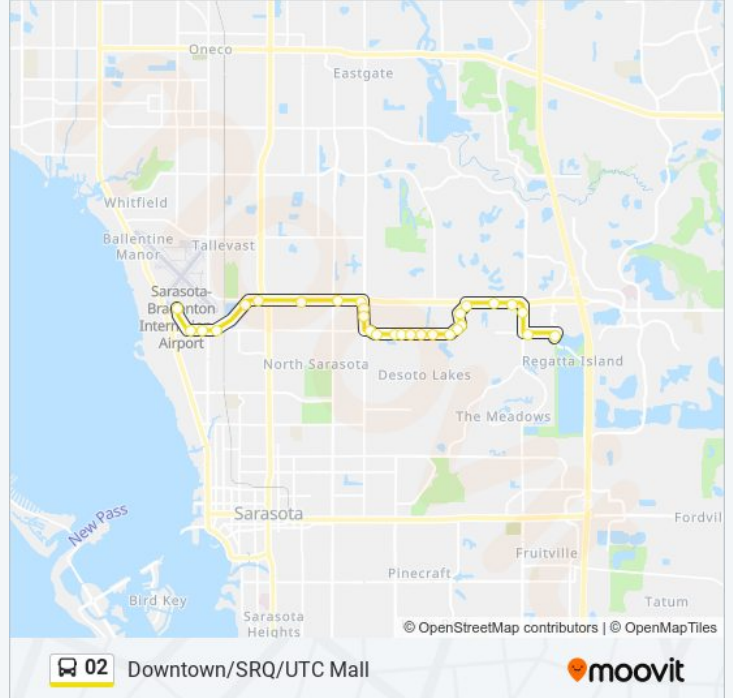 Oneco
Eastgate
Whitfield
Ballentine
Manor
Tallevast
Sarasota-
Bradenton
International
Airport
North Sarasota
Desoto Lakes
Regatta Island
The Meadows
Sarasota
New Pass
Fordvil
Fruitville
Pinecraft
Bird Key
Tatum
Sarasota
Heights
© OpenStreetMap contributors | © OpenMapTiles
02 Downtown/SRQ/UTC Mall
moovit